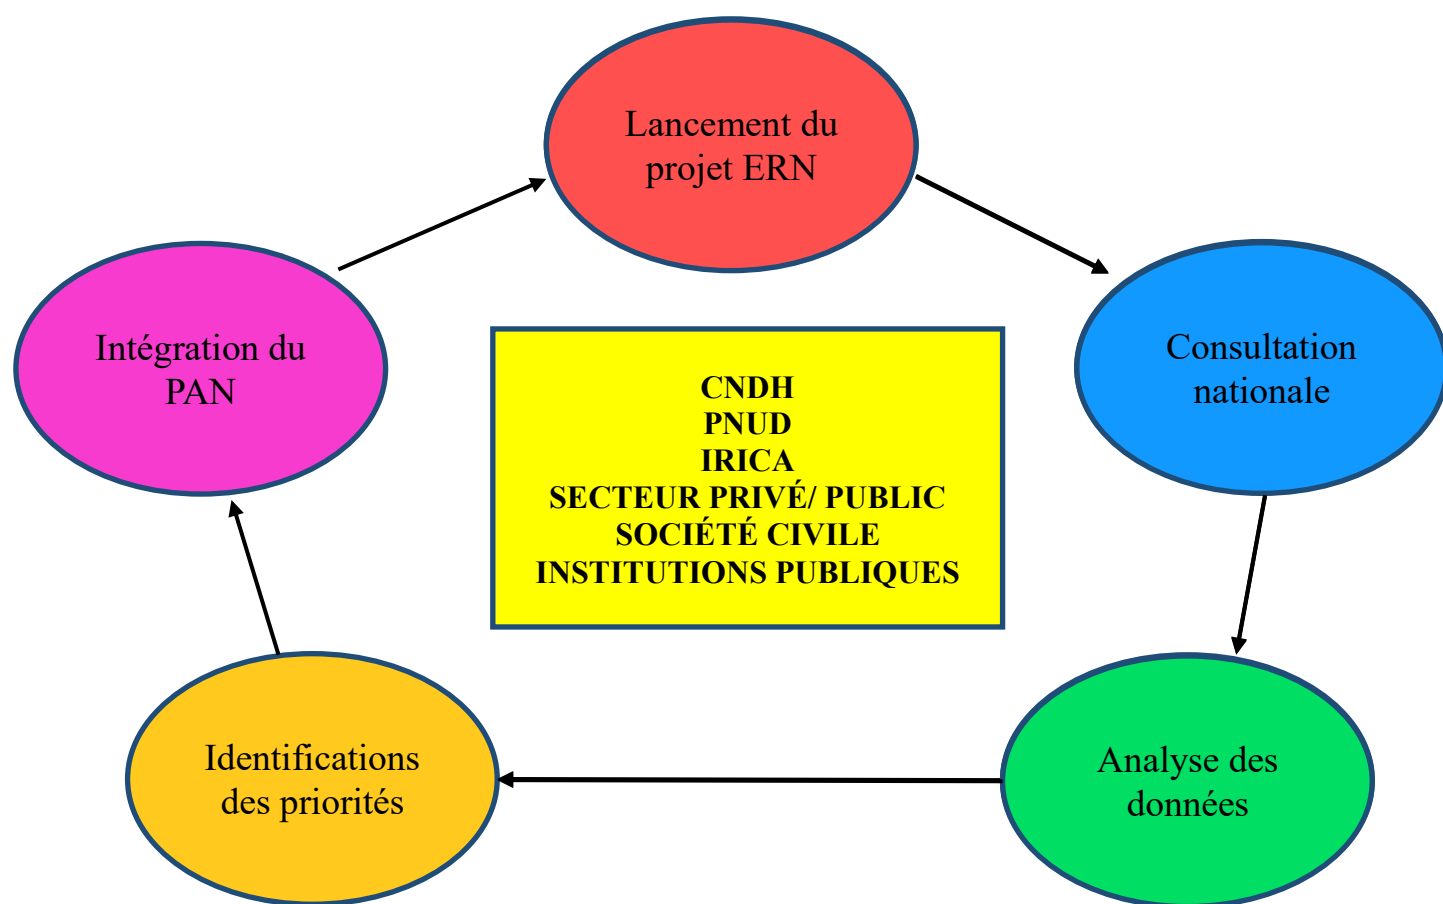 Lancement du
projet ERN
Consultation
nationale
Analyse des
données
Identifications
des priorités
Intégration du
PAN
CNDH
PNUD
IRICA
SECTEUR PRIVÉ/ PUBLIC
SOCIÉTÉ CIVILE
INSTITUTIONS PUBLIQUES